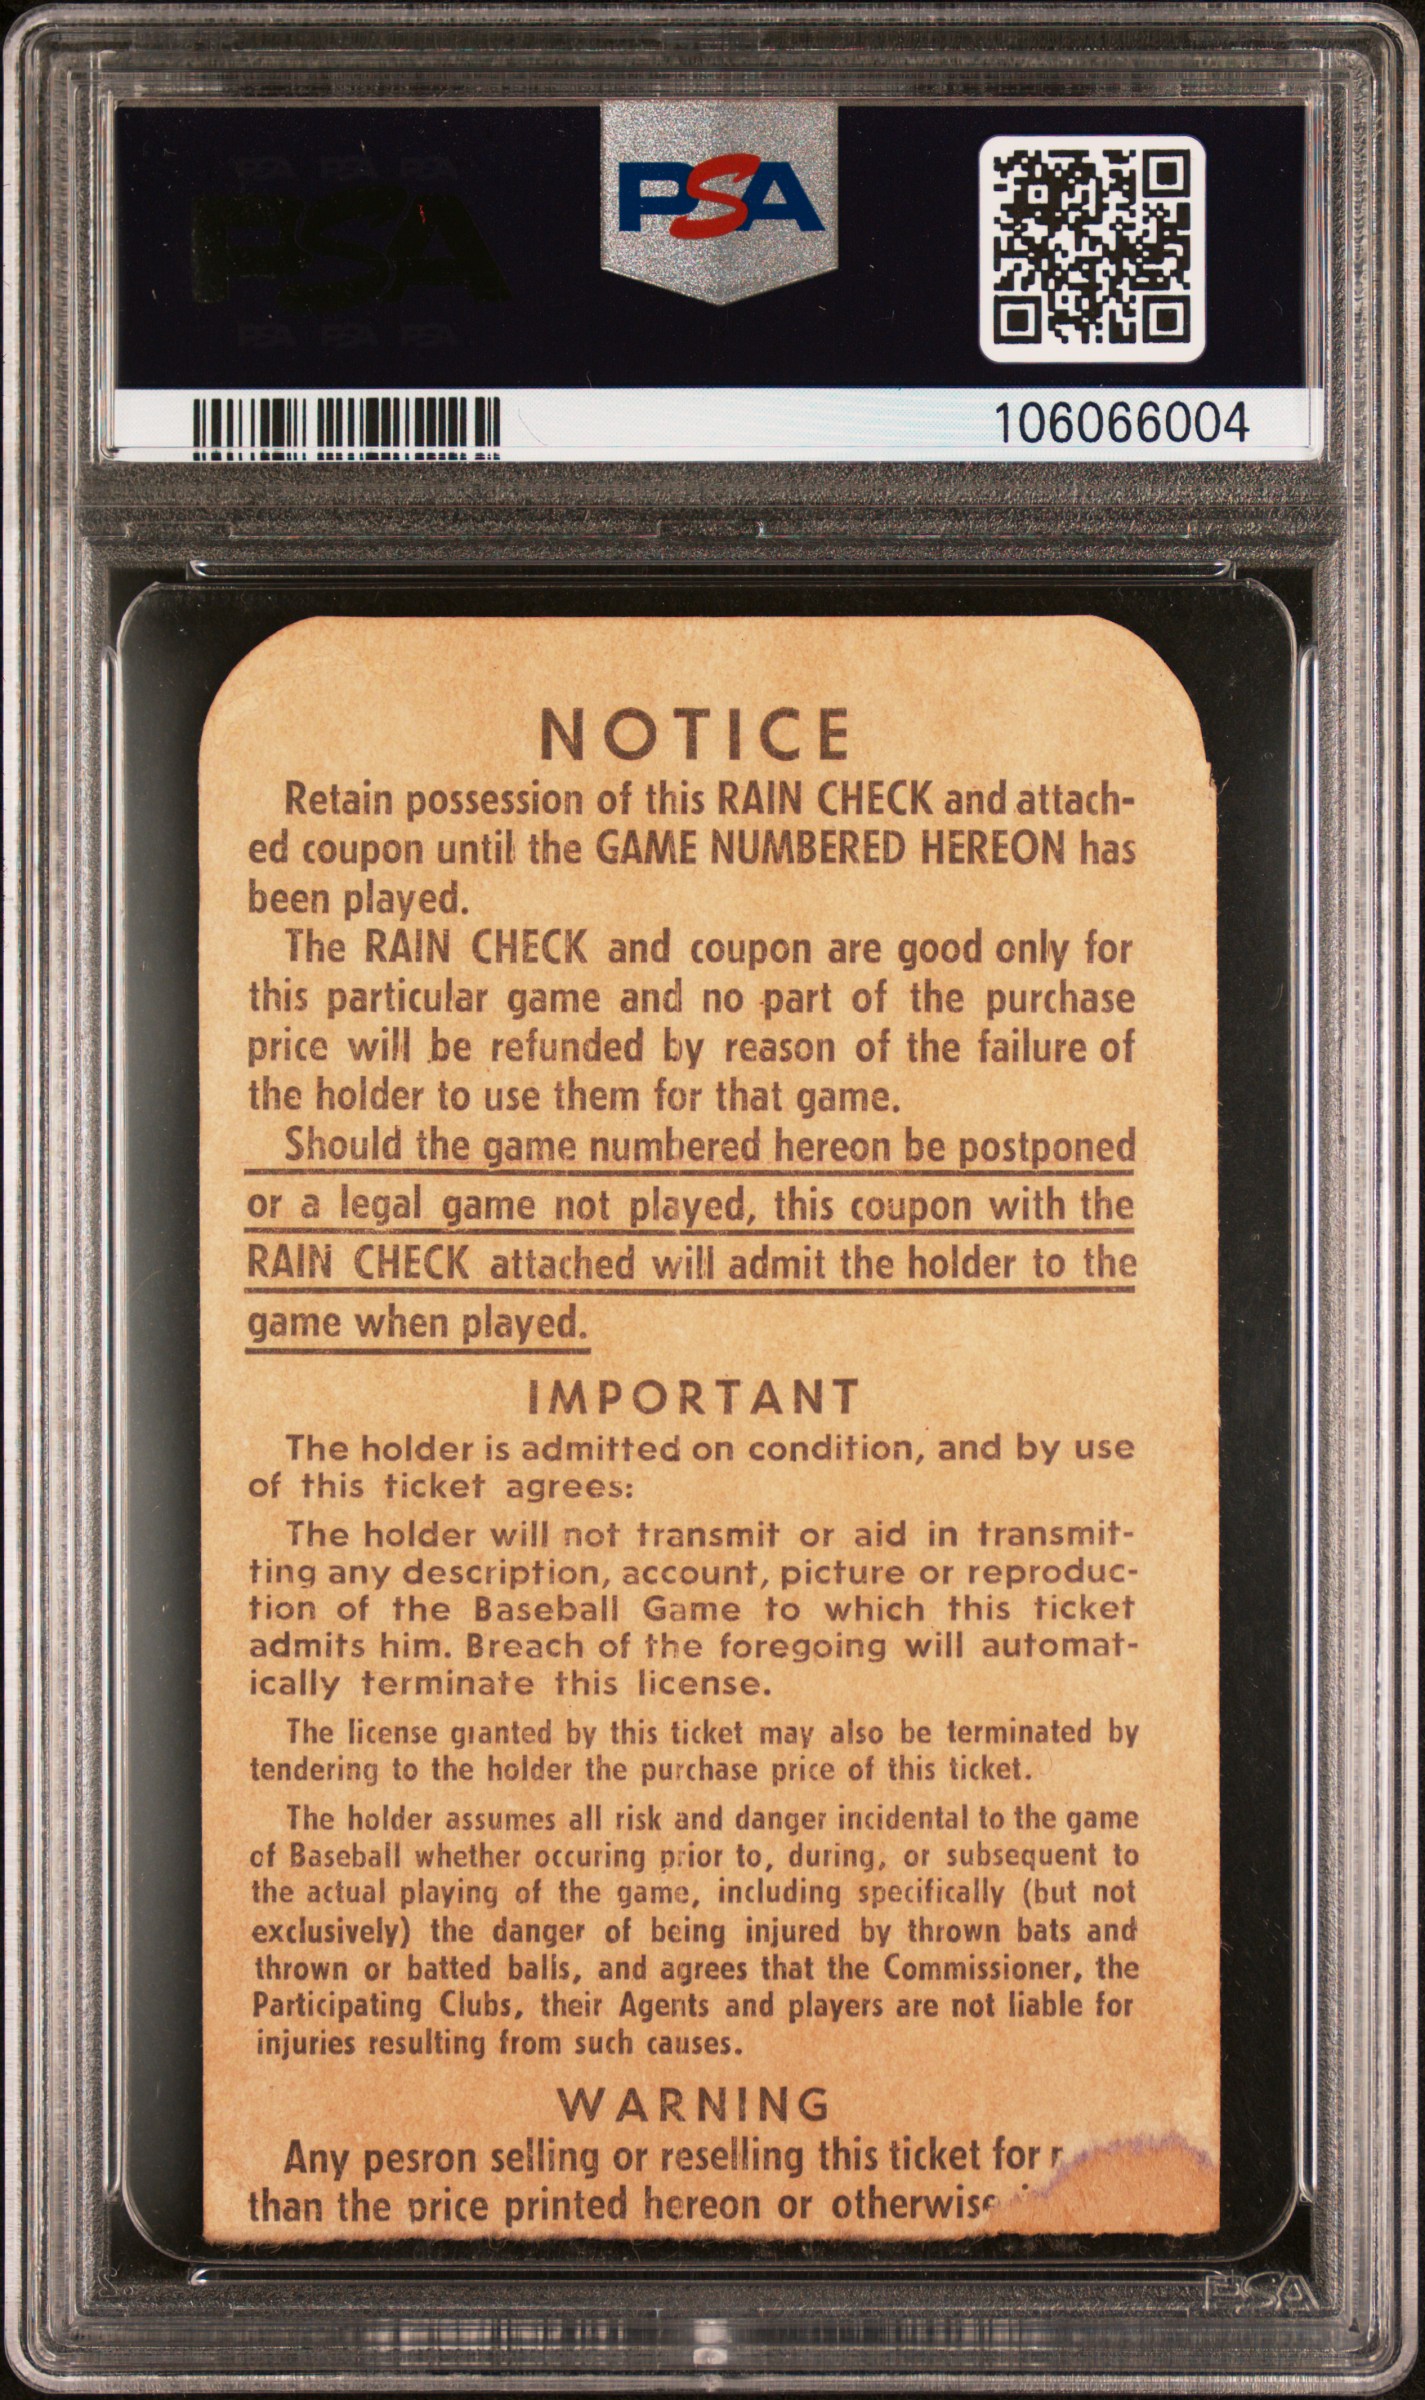 PSA PSA PSA
PSA
PSA PSA PSA
PSA
106066004
NOTICE
Retain possession of this RAIN CHECK and attach-
ed coupon until the GAME NUMBERED HEREON has
been played.
The RAIN CHECK and coupon are good only for
this particular game and no part of the purchase
price will be refunded by reason of the failure of
the holder to use them for that game.
Should the game numbered hereon be postponed
or a legal game not played, this coupon with the
RAIN CHECK attached will admit the holder to the
game when played.
IMPORTANT
The holder is admitted on condition, and by use
of this ticket agrees:
The holder will not transmit or aid in transmit-
ting any description, account, picture or reproduc-
tion of the Baseball Game to which this ticket
admits him. Breach of the foregoing will automat-
ically terminate this license.
The license granted by this ticket may also be terminated by
tendering to the holder the purchase price of this ticket.
The holder assumes all risk and danger incidental to the game
of Baseball whether occuring prior to, during, or subsequent to
the actual playing of the game, including specifically (but not
exclusively) the danger of being injured by thrown bats and
thrown or batted balls, and agrees that the Commissioner, the
Participating Clubs, their Agents and players are not liable for
injuries resulting from such causes.
WARNING
Any pesron selling or reselling this ticket for
than the price printed hereon or otherwise
PSA